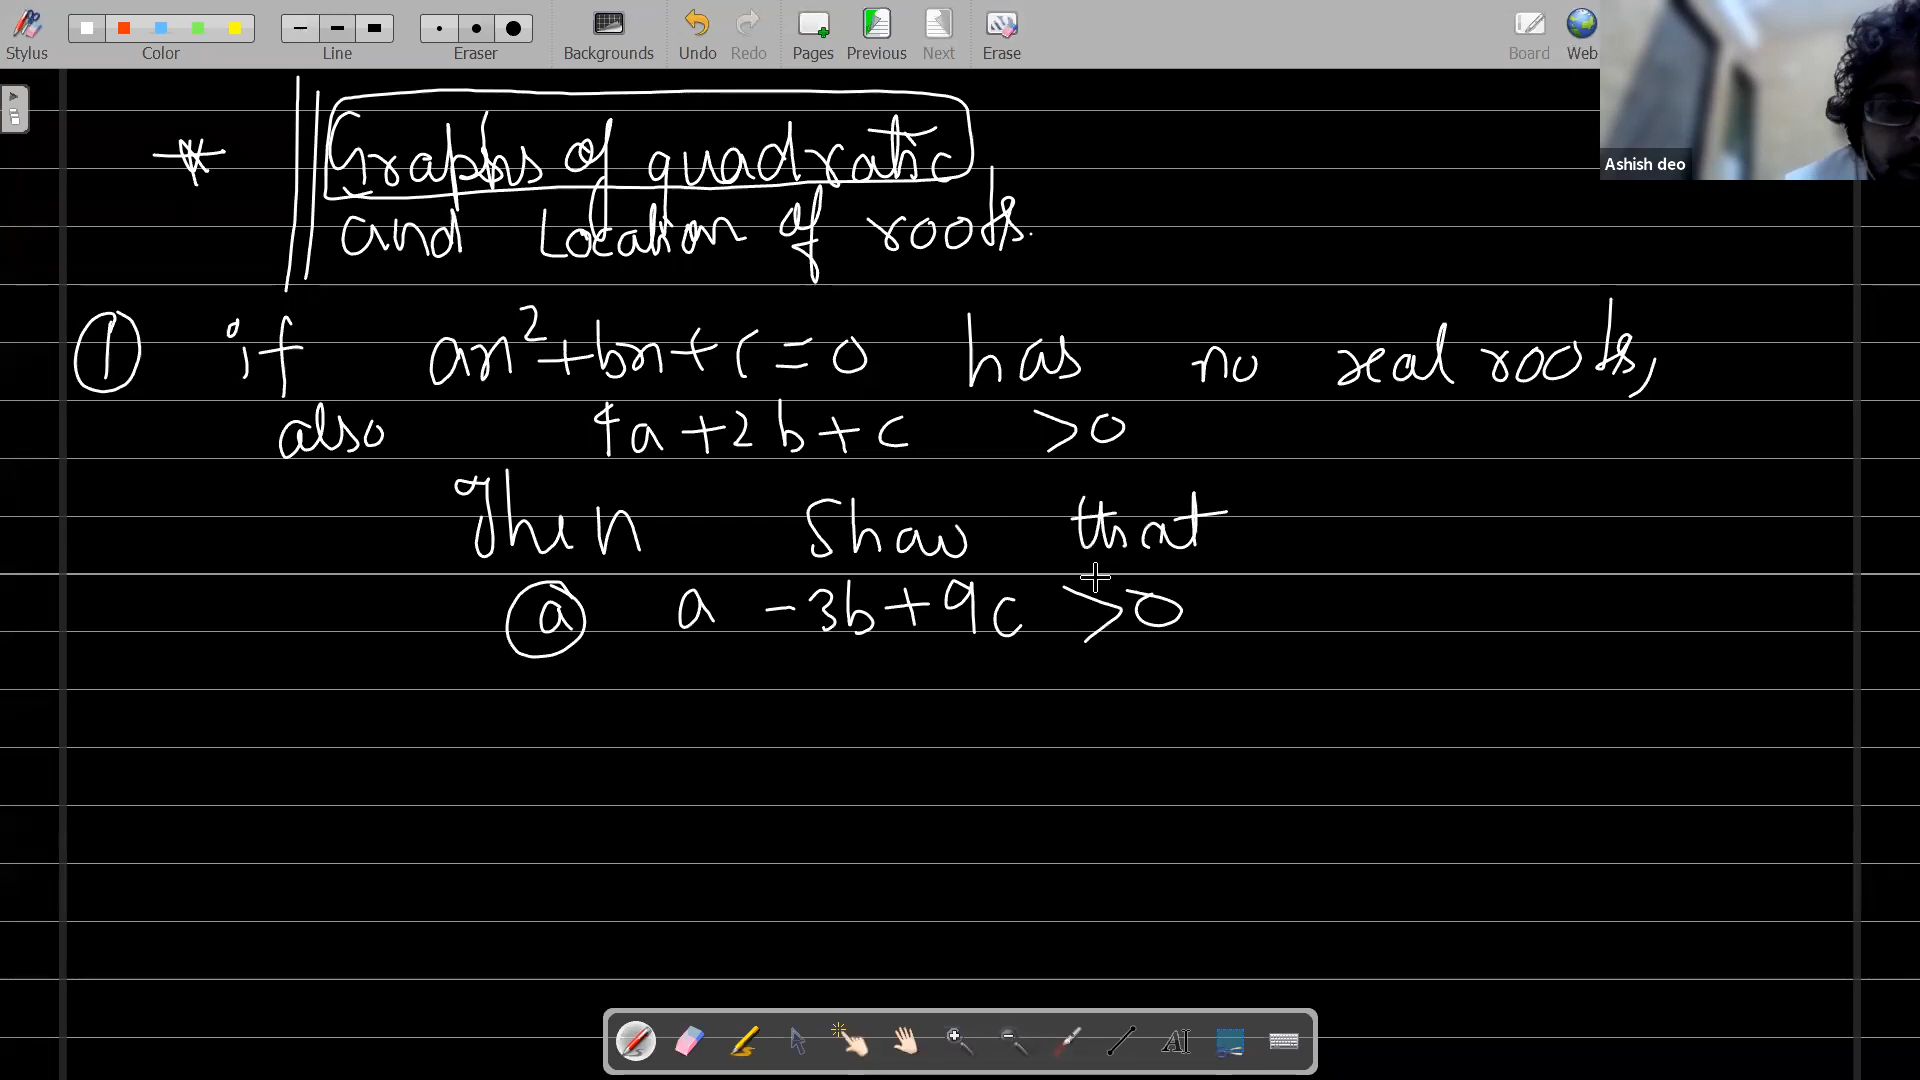 Stylus Color Line Eraser Backgrounds Undo Redo Pages Previous Next Erase Board Web
Ashish deo
Graphs of quadratic
and Location of roots.
① if ax²+bx+c=0 has no real roots,
also 4a+2b+c >0
Then Show that
ⓐ a -3b+9c >0
AI